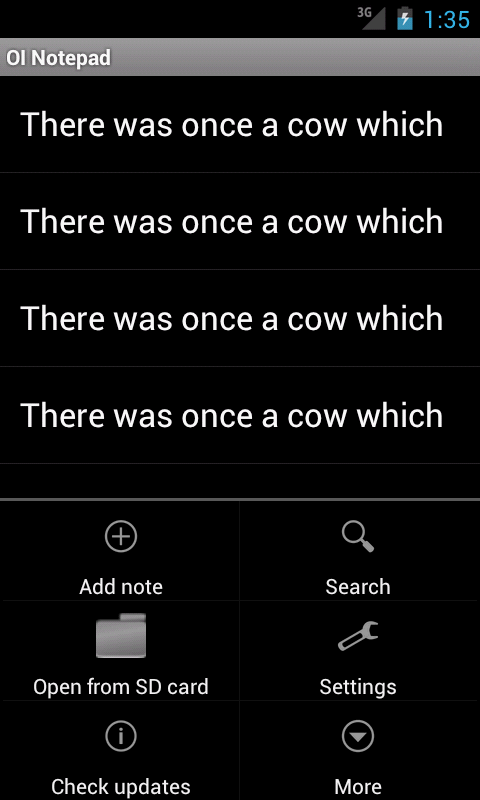 3G 1:35
OI Notepad
There was once a cow which
There was once a cow which
There was once a cow which
There was once a cow which
Add note
Search
Open from SD card
Settings
Check updates
More